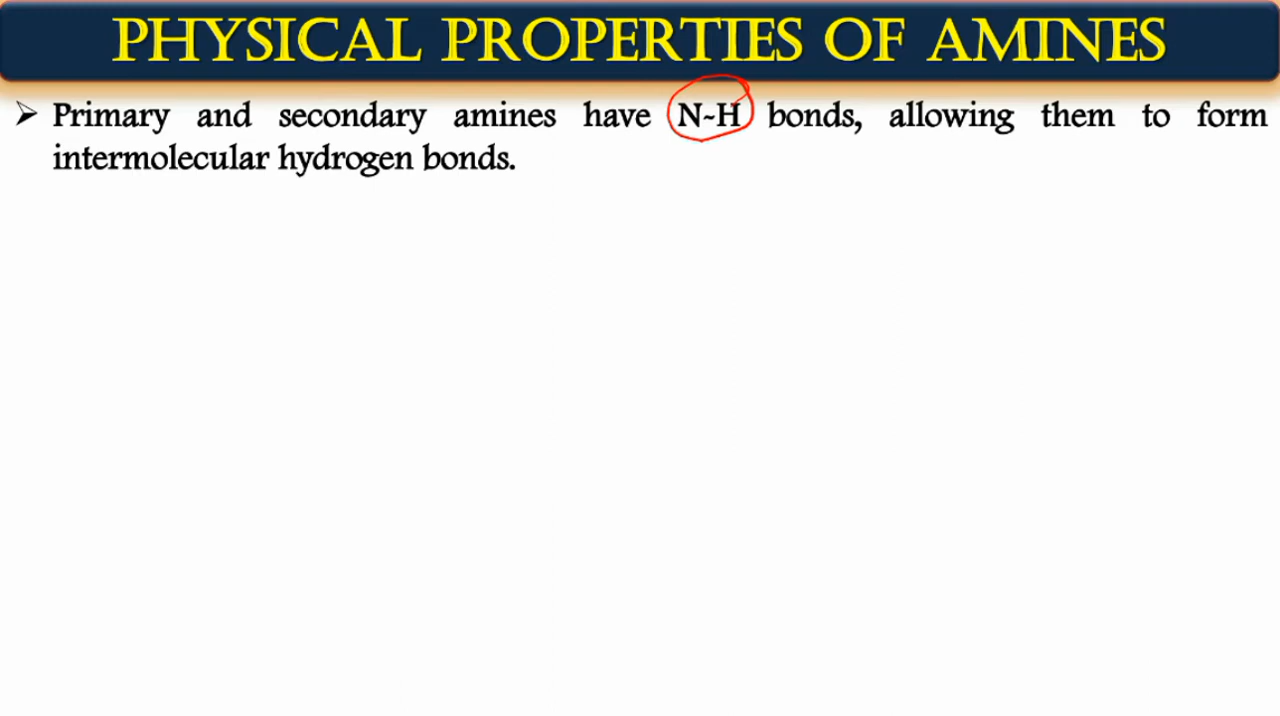 PHYSICAL PROPERTIES OF AMINES
➢ Primary and secondary amines have N~H bonds, allowing them to form
intermolecular hydrogen bonds.